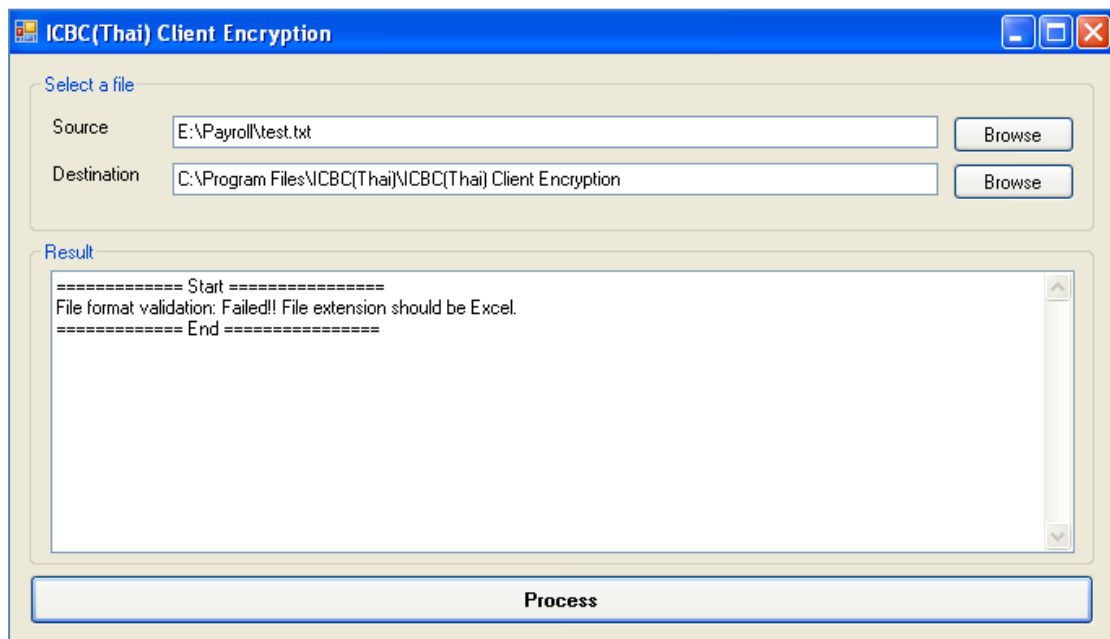 ICBC(Thai) Client Encryption
Select a file
Source E:\Payroll\test.txt Browse
Destination C:\Program Files\ICBC(Thai)\ICBC(Thai) Client Encryption Browse
Result
============= Start ================
File format validation: Failed!! File extension should be Excel.
============= End ================
Process